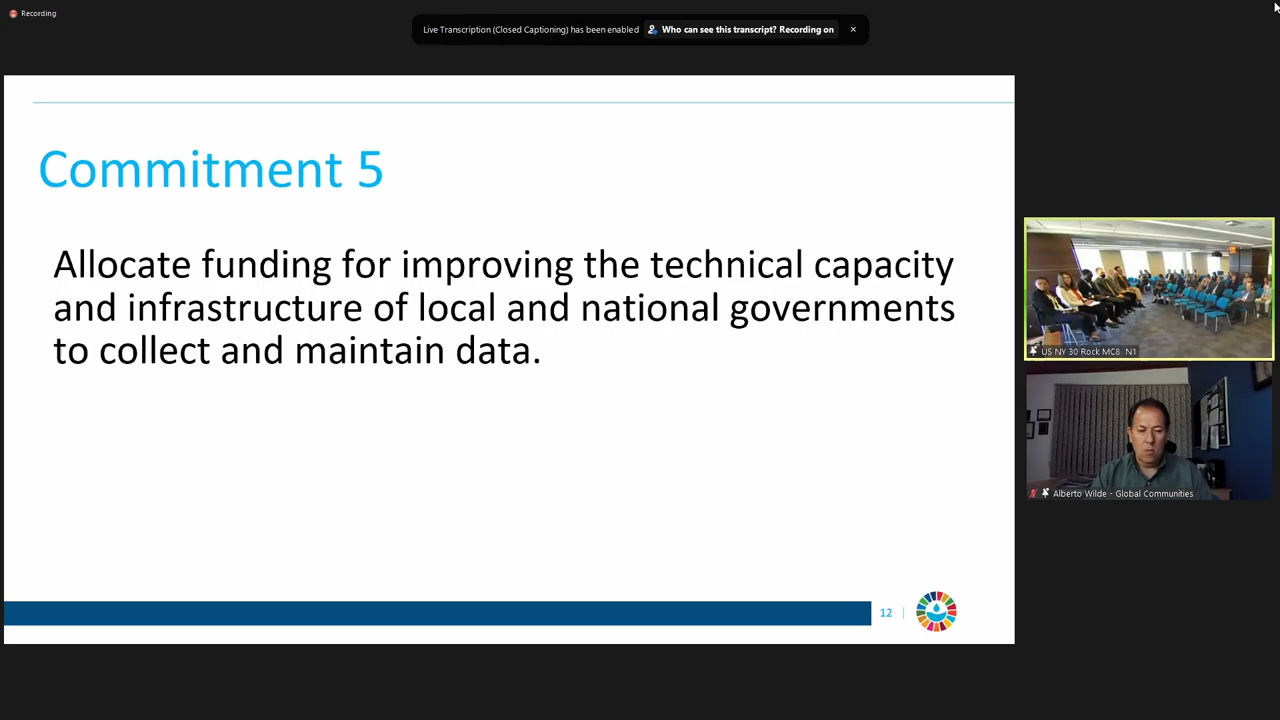 Recording
Live Transcription (Closed Captioning) has been enabled Who can see this transcript? Recording on
Commitment 5
Allocate funding for improving the technical capacity
and infrastructure of local and national governments
to collect and maintain data.
US NY 30 Rock MC8 N1
Alberto Wilde - Global Communities
12